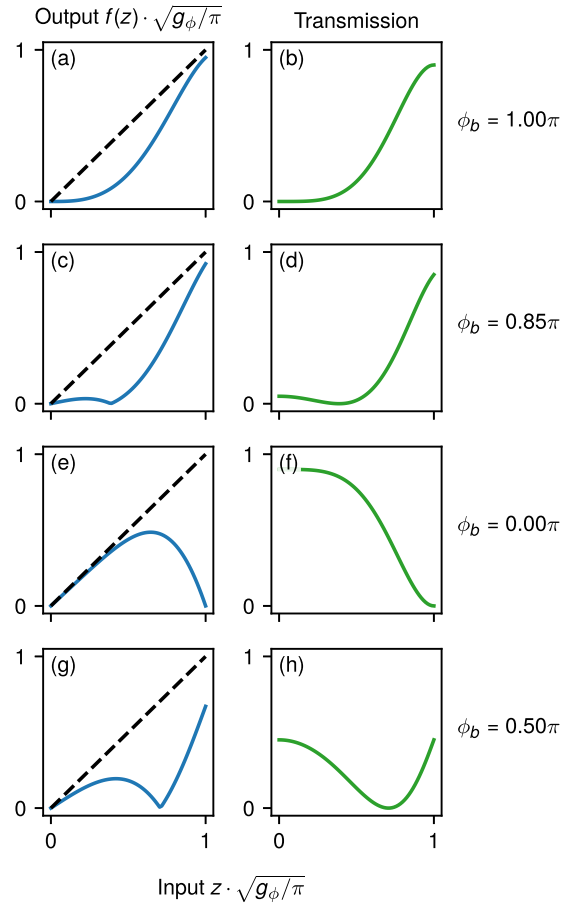 Output f(z) · √(g_ϕ/π)
Transmission
1
(a)
(b)
ϕ_b = 1.00π
0
0
1
1
(c)
(d)
ϕ_b = 0.85π
0
0
1
1
(e)
(f)
ϕ_b = 0.00π
0
0
1
1
(g)
(h)
ϕ_b = 0.50π
0
0
0
1
0
1
Input z · √(g_ϕ/π)